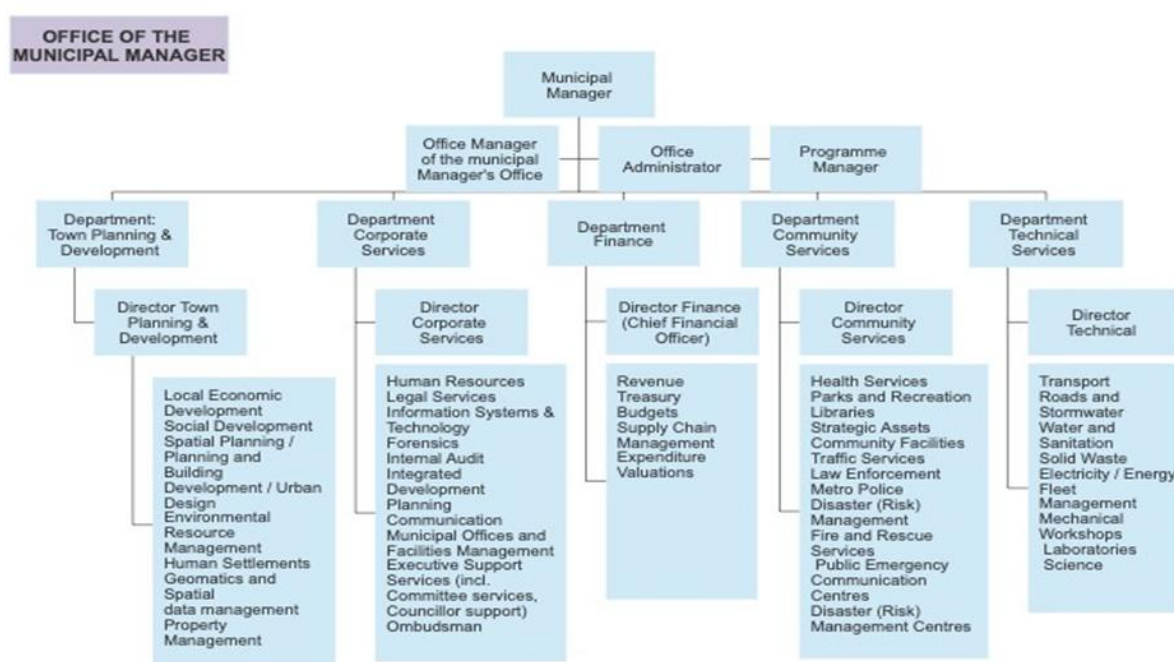 OFFICE OF THE
MUNICIPAL MANAGER
Municipal
Manager
Office Manager
of the municipal
Manager's Office
Office
Administrator
Programme
Manager
Department:
Town Planning &
Development
Department
Corporate
Services
Department
Finance
Department
Community
Services
Department
Technical
Services
Director Town
Planning &
Development
Director
Corporate
Services
Director Finance
(Chief Financial
Officer)
Director
Community
Services
Director
Technical
Local Economic
Development
Social Development
Spatial Planning /
Planning and
Building
Development / Urban
Design
Environmental
Resource
Management
Human Settlements
Geomatics and
Spatial
data management
Property
Management
Human Resources
Legal Services
Information Systems &
Technology
Forensics
Internal Audit
Integrated
Development
Planning
Communication
Municipal Offices and
Facilities Management
Executive Support
Services (incl.
Committee services,
Councillor support)
Ombudsman
Revenue
Treasury
Budgets
Supply Chain
Management
Expenditure
Valuations
Health Services
Parks and Recreation
Libraries
Strategic Assets
Community Facilities
Traffic Services
Law Enforcement
Metro Police
Disaster (Risk)
Management
Fire and Rescue
Services
Public Emergency
Communication
Centres
Disaster (Risk)
Management Centres
Transport
Roads and
Stormwater
Water and
Sanitation
Solid Waste
Electricity / Energy
Fleet
Management
Mechanical
Workshops
Laboratories
Science